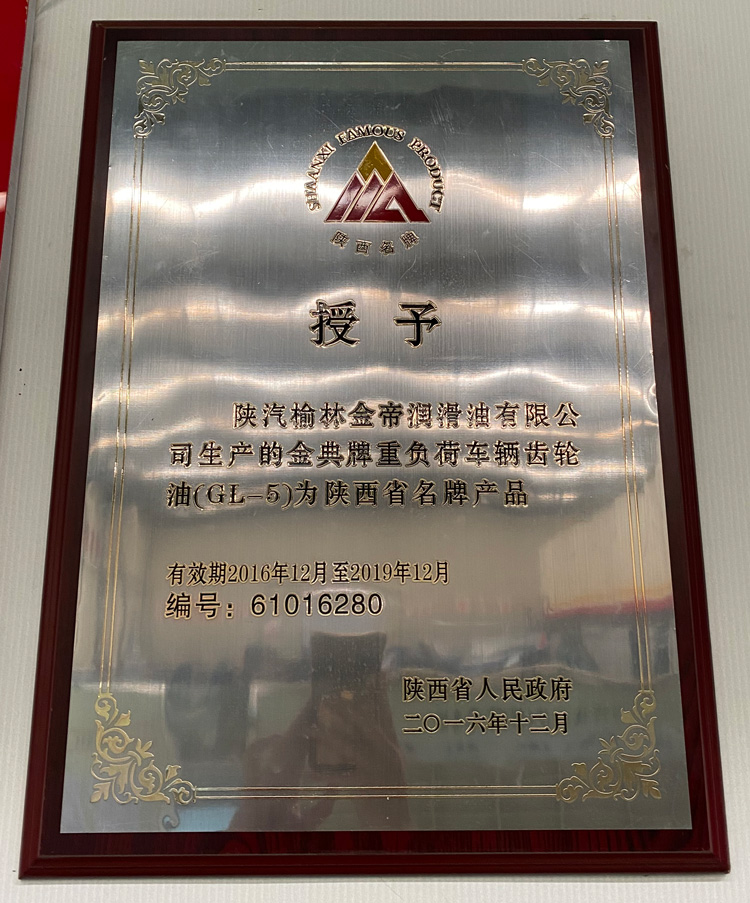 SHAANXI FAMOUS PRODUCT
陕西名牌
授予
陕汽榆林金帝润滑油有限公
司生产的金典牌重负荷车辆齿轮
油(GL-5)为陕西省名牌产品
有效期2016年12月至2019年12月
编号：61016280
陕西省人民政府
二〇一六年十二月